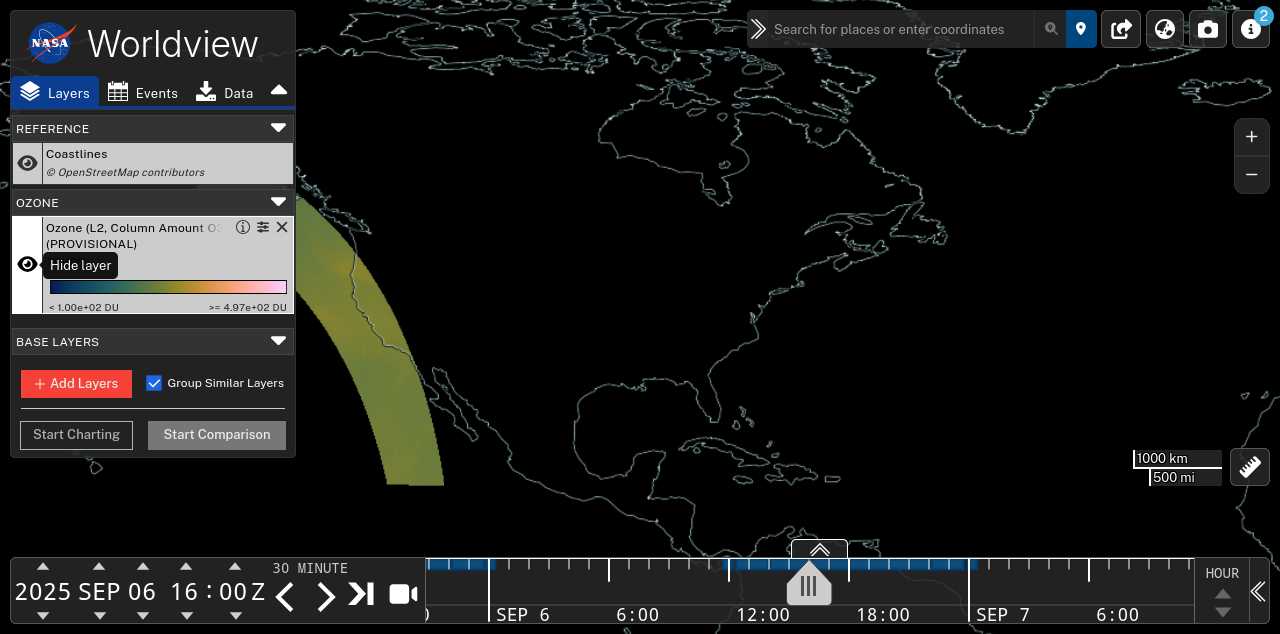 NASA Worldview
Search for places or enter coordinates
2
Layers Events Data
REFERENCE
Coastlines
© OpenStreetMap contributors
OZONE
Ozone (L2, Column Amount O3
(PROVISIONAL)
Hide layer
< 1.00e+02 DU >= 4.97e+02 DU
BASE LAYERS
+ Add Layers Group Similar Layers
Start Charting Start Comparison
+
−
1000 km
500 mi
30 MINUTE
2025 SEP 06 16 : 00 Z
HOUR
SEP 6 6:00 12:00 18:00 SEP 7 6:00